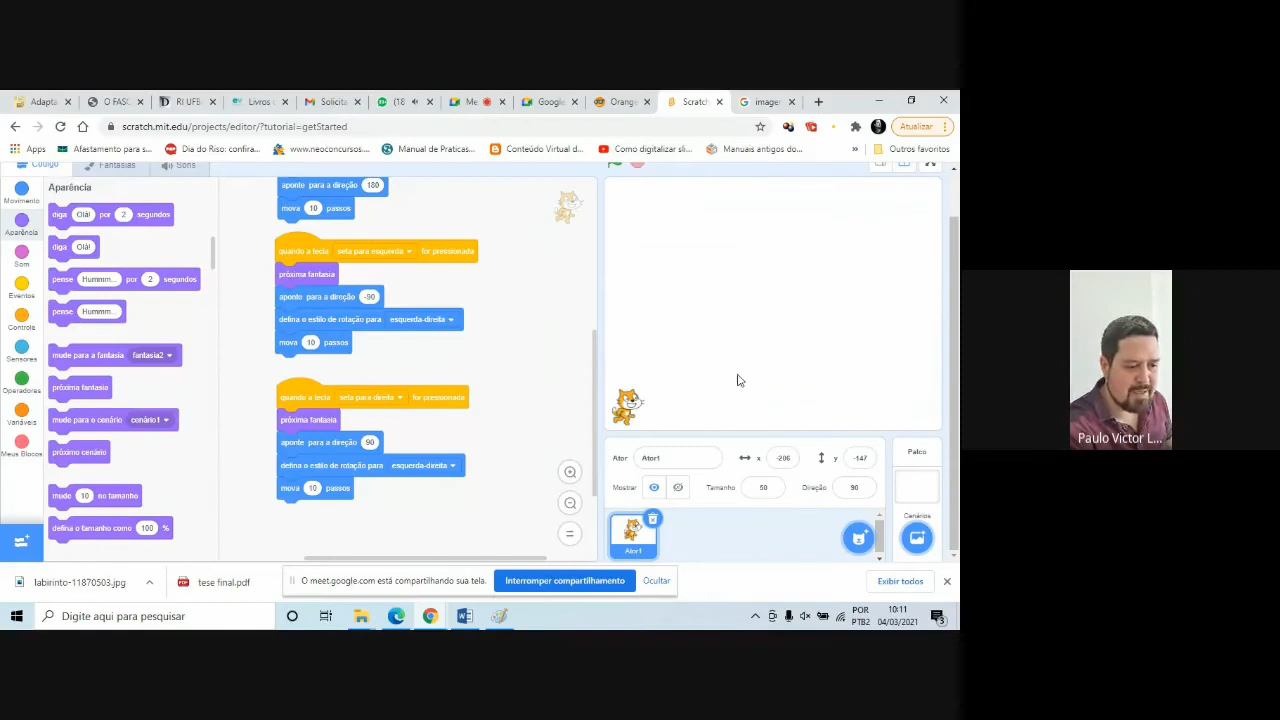 Adapta
O FASC
RI UFB
Livros
Gmail Solicita
(18
Me
Google
Orange
Scratch
imager
scratch.mit.edu/projects/editor/?tutorial=getStarted
Atualizar
Apps
Afastamento para s...
Dia do Riso: confira...
www.neoconcursos....
Manual de Praticas...
Conteúdo Virtual d...
Como digitalizar sli...
Manuais antigos do...
»
Outros favoritos
Código
Fantasias
Sons
Movimento
Aparência
Som
Eventos
Controle
Sensores
Operadores
Variáveis
Meus Blocos
Aparência
diga Olá! por 2 segundos
diga Olá!
pense Hummm... por 2 segundos
pense Hummm...
mude para a fantasia fantasia2
próxima fantasia
mude para o cenário cenário1
próximo cenário
mude 10 no tamanho
defina o tamanho como 100 %
aponte para a direção 180
mova 10 passos
quando a tecla seta para esquerda for pressionada
próxima fantasia
aponte para a direção -90
defina o estilo de rotação para esquerda-direita
mova 10 passos
quando a tecla seta para direita for pressionada
próxima fantasia
aponte para a direção 90
defina o estilo de rotação para esquerda-direita
mova 10 passos
Ator Ator1 x -206 y -147
Mostrar Tamanho 50 Direção 90
Ator1
Palco
Cenários
labirinto-11870503.jpg
tese final.pdf
O meet.google.com está compartilhando sua tela.
Interromper compartilhamento
Ocultar
Exibir todos
Digite aqui para pesquisar
POR
PTB2
10:11
04/03/2021
3
Paulo Victor L...